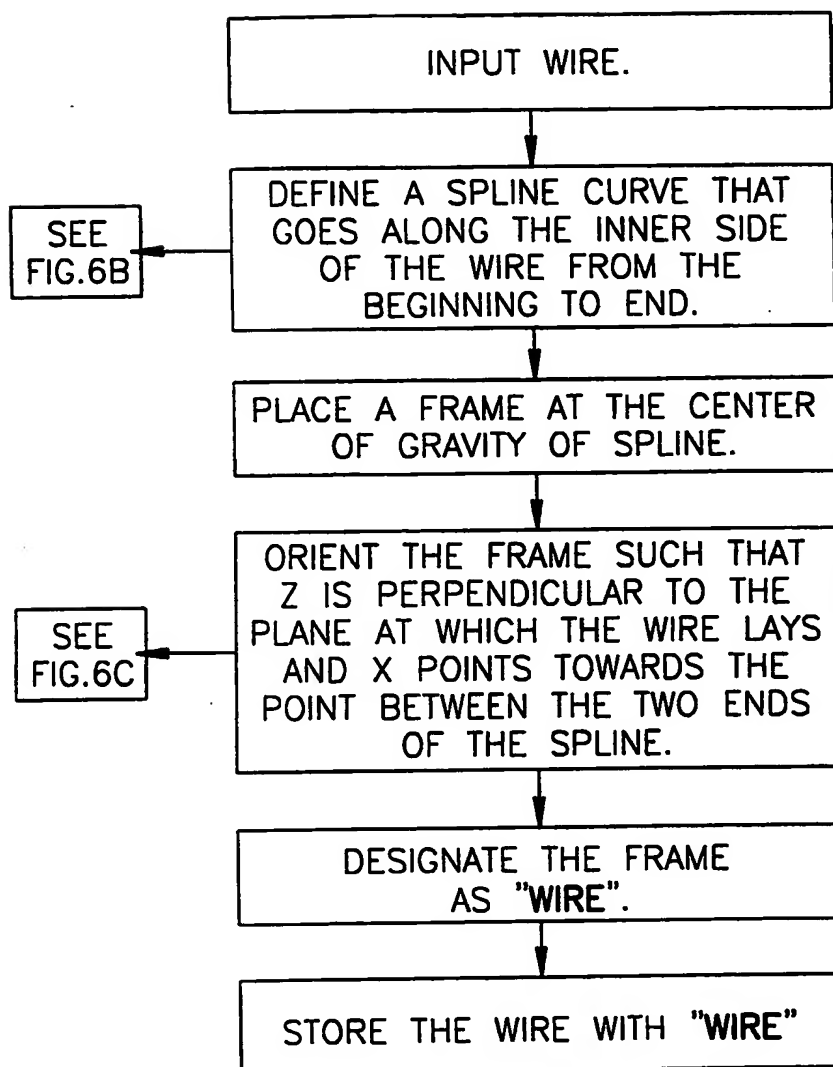 INPUT WIRE.
DEFINE A SPLINE CURVE THAT
GOES ALONG THE INNER SIDE
OF THE WIRE FROM THE
BEGINNING TO END.
SEE
FIG.6B
PLACE A FRAME AT THE CENTER
OF GRAVITY OF SPLINE.
ORIENT THE FRAME SUCH THAT
Z IS PERPENDICULAR TO THE
PLANE AT WHICH THE WIRE LAYS
AND X POINTS TOWARDS THE
POINT BETWEEN THE TWO ENDS
OF THE SPLINE.
SEE
FIG.6C
DESIGNATE THE FRAME
AS "WIRE".
STORE THE WIRE WITH "WIRE"